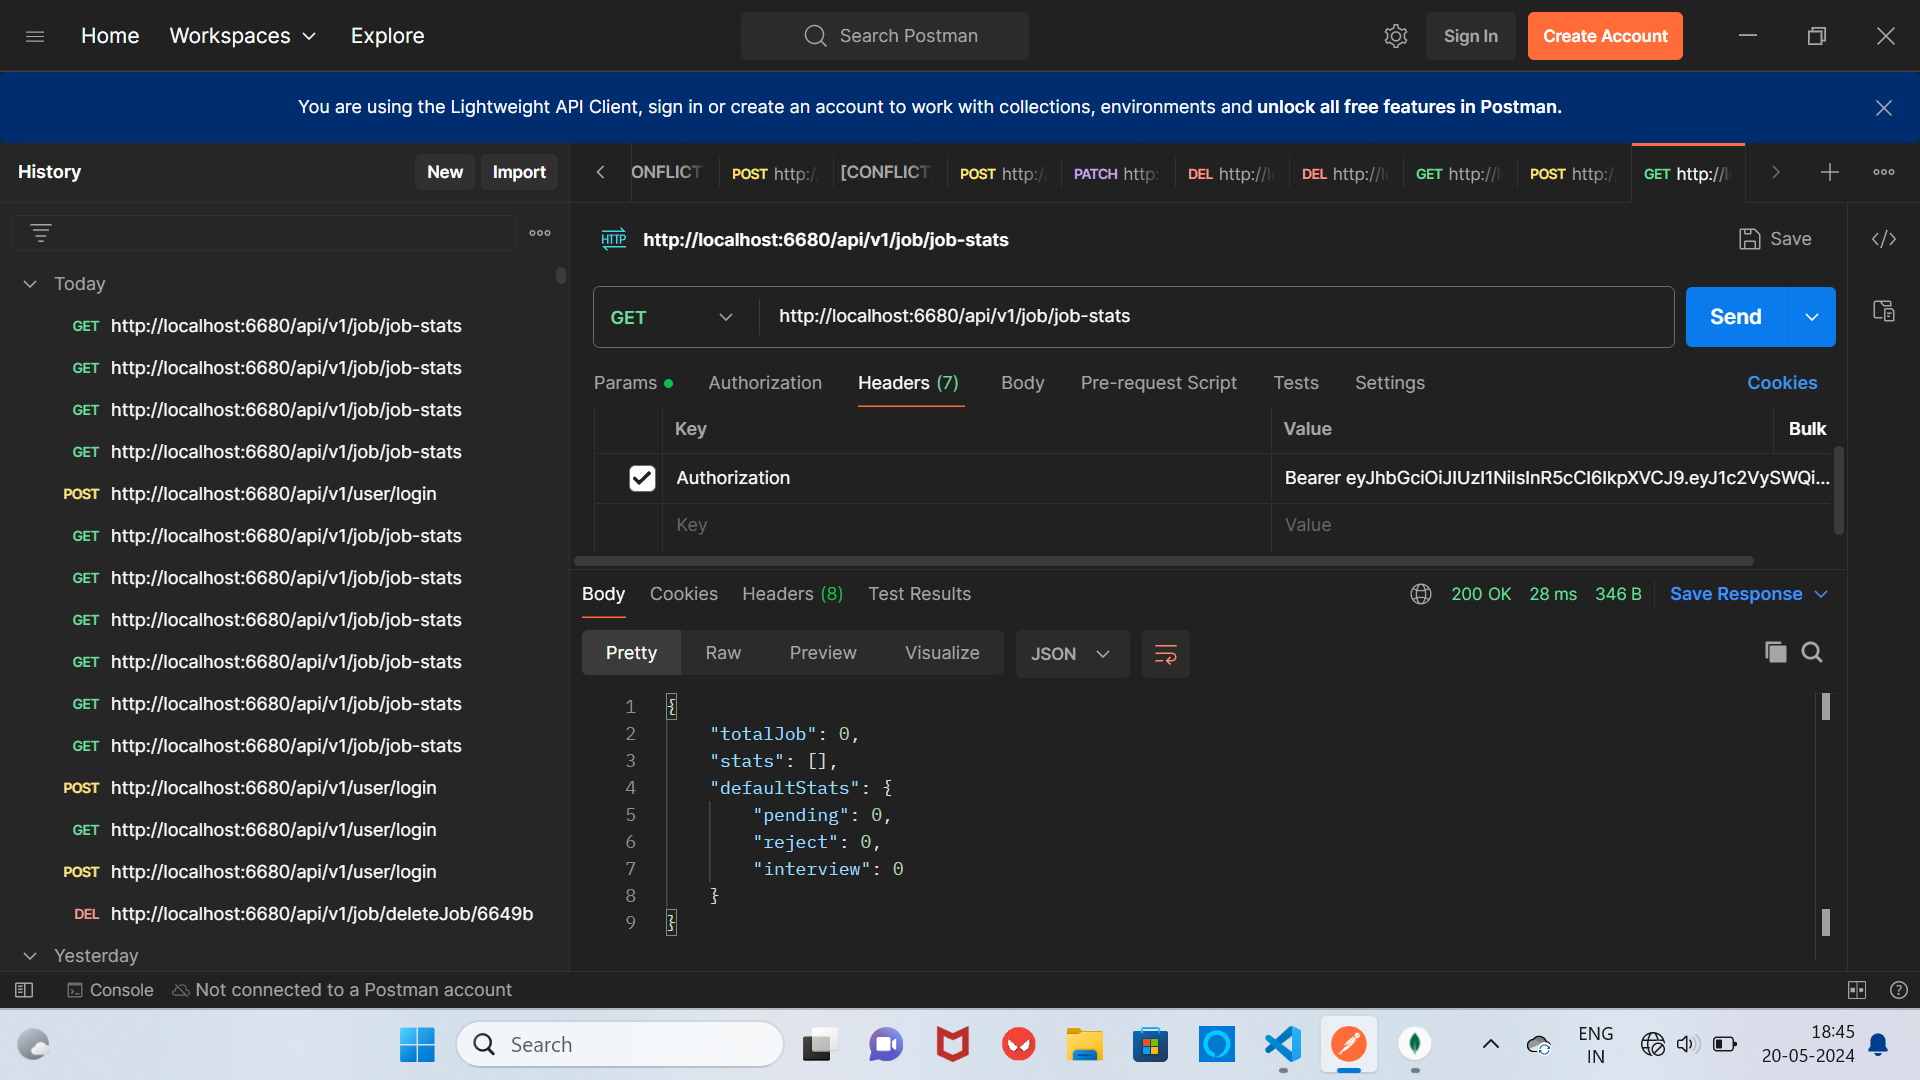 Home Workspaces Explore
Search Postman
Sign In Create Account
You are using the Lightweight API Client, sign in or create an account to work with collections, environments and unlock all free features in Postman.
History New Import
ONFLICT POST http:/ [CONFLICT POST http:/ PATCH http: DEL http://l DEL http://l GET http://l POST http:/ GET http://l
http://localhost:6680/api/v1/job/job-stats
Save
Today
GET http://localhost:6680/api/v1/job/job-stats
GET http://localhost:6680/api/v1/job/job-stats
GET http://localhost:6680/api/v1/job/job-stats
GET http://localhost:6680/api/v1/job/job-stats
POST http://localhost:6680/api/v1/user/login
GET http://localhost:6680/api/v1/job/job-stats
GET http://localhost:6680/api/v1/job/job-stats
GET http://localhost:6680/api/v1/job/job-stats
GET http://localhost:6680/api/v1/job/job-stats
GET http://localhost:6680/api/v1/job/job-stats
GET http://localhost:6680/api/v1/job/job-stats
POST http://localhost:6680/api/v1/user/login
GET http://localhost:6680/api/v1/user/login
POST http://localhost:6680/api/v1/user/login
DEL http://localhost:6680/api/v1/job/deleteJob/6649b
Yesterday
GET http://localhost:6680/api/v1/job/job-stats Send
Params Authorization Headers (7) Body Pre-request Script Tests Settings Cookies
Key Value Bulk
Authorization Bearer eyJhbGciOiJIUzI1NiIsInR5cCI6IkpXVCJ9.eyJ1c2VySWQi...
Key Value
Body Cookies Headers (8) Test Results 200 OK 28 ms 346 B Save Response
Pretty Raw Preview Visualize JSON
1 {
2 "totalJob": 0,
3 "stats": [],
4 "defaultStats": {
5 "pending": 0,
6 "reject": 0,
7 "interview": 0
8 }
9 }
Console Not connected to a Postman account
Search
ENG
IN
18:45
20-05-2024